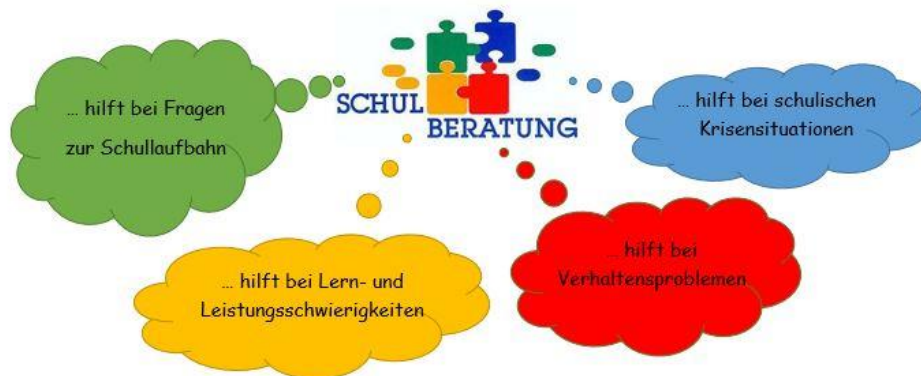 SCHUL
BERATUNG
... hilft bei Fragen
zur Schullaufbahn
... hilft bei schulischen
Krisensituationen
... hilft bei Lern- und
Leistungsschwierigkeiten
... hilft bei
Verhaltensproblemen